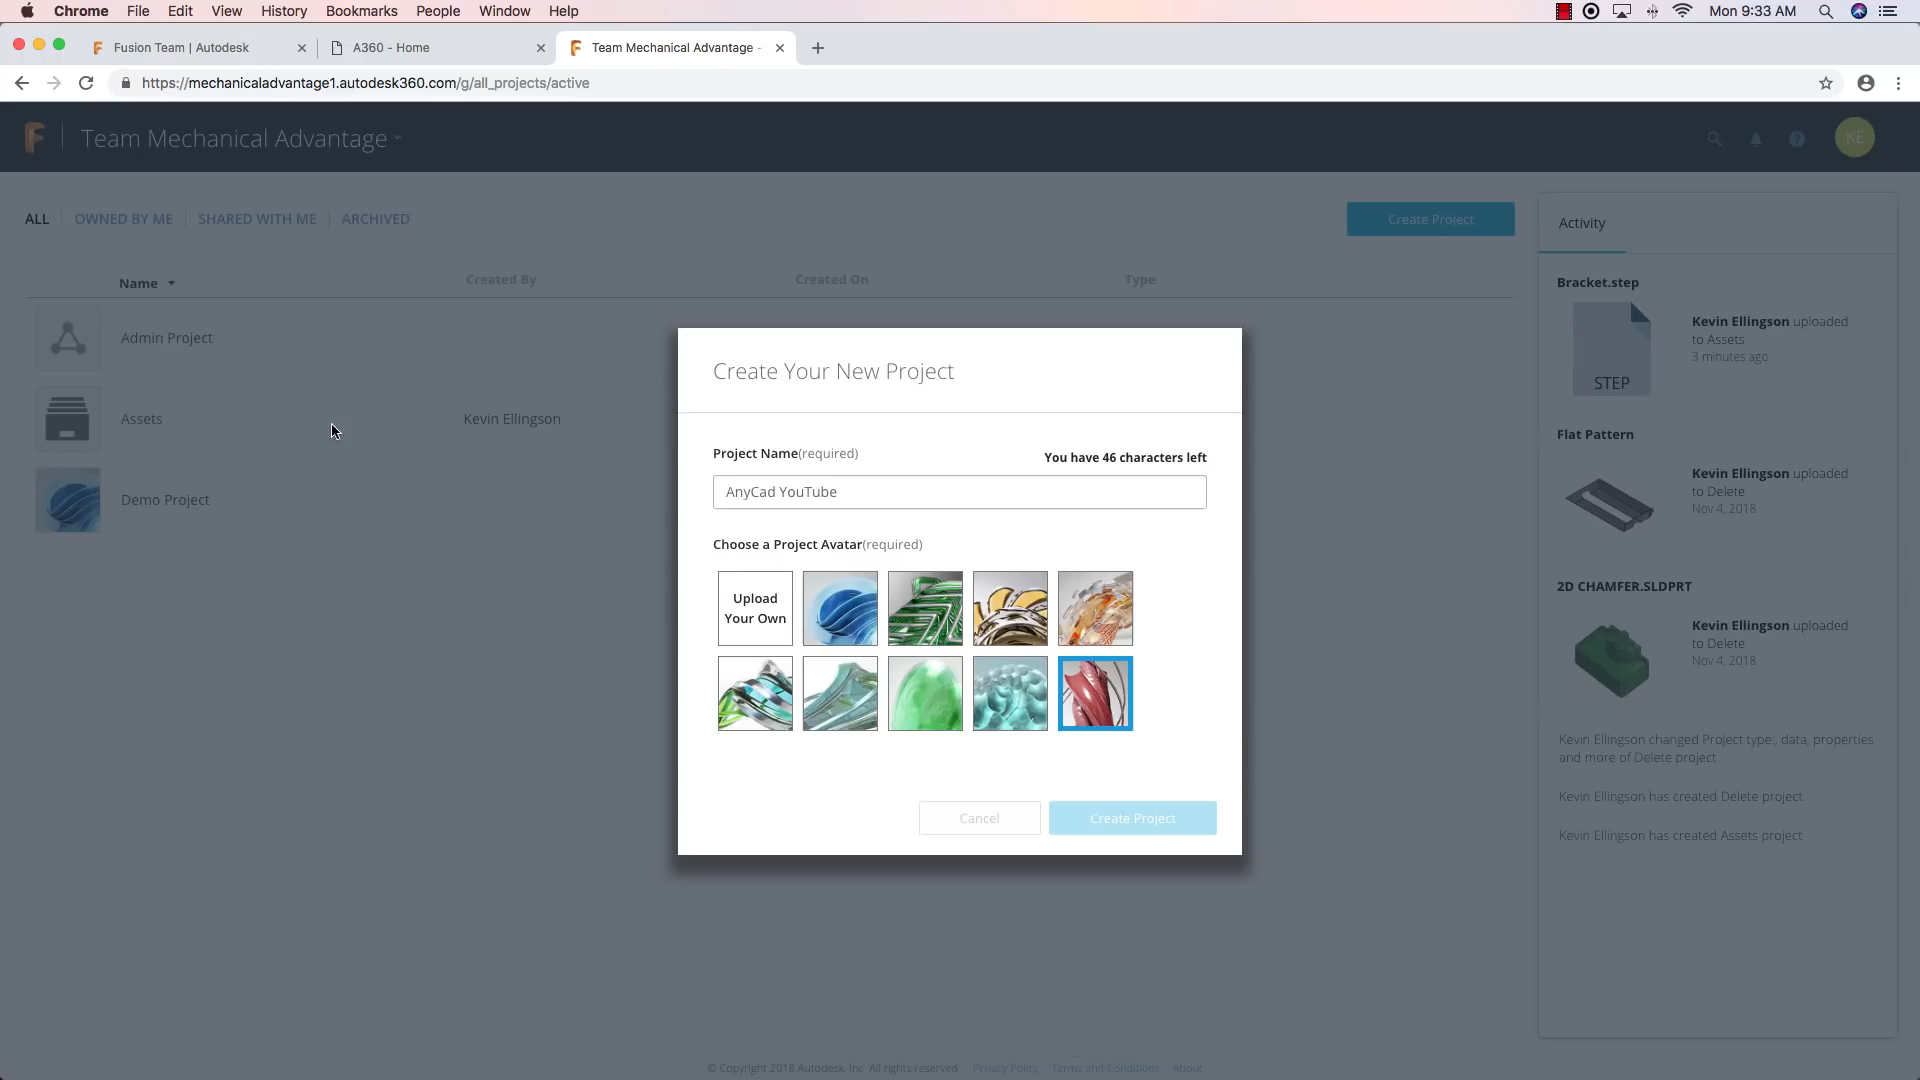 Chrome File Edit View History Bookmarks People Window Help Mon 9:33 AM
Fusion Team | Autodesk
A360 - Home
Team Mechanical Advantage -
https://mechanicaladvantage1.autodesk360.com/g/all_projects/active
Team Mechanical Advantage
KE
ALL OWNED BY ME SHARED WITH ME ARCHIVED
Create Project
Name Created By Created On Type
Admin Project
Assets Kevin Ellingson
Demo Project
Create Your New Project
Project Name(required)
You have 46 characters left
AnyCad YouTube
Choose a Project Avatar(required)
Upload
Your Own
Cancel Create Project
Activity
Bracket.step
STEP
Kevin Ellingson uploaded
to Assets
3 minutes ago
Flat Pattern
Kevin Ellingson uploaded
to Delete
Nov 4, 2018
2D CHAMFER.SLDPRT
Kevin Ellingson uploaded
to Delete
Nov 4, 2018
Kevin Ellingson changed Project type:, data, properties
and more of Delete project
Kevin Ellingson has created Delete project
Kevin Ellingson has created Assets project
© Copyright 2018 Autodesk, Inc. All rights reserved Privacy Policy Terms and Conditions About